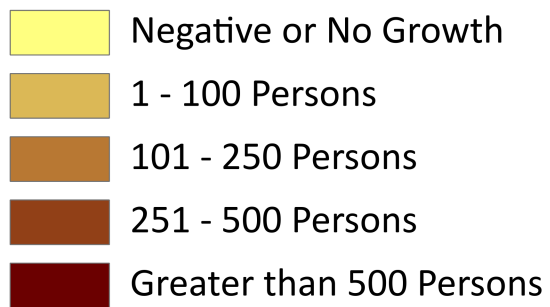 Negative or No Growth
1 - 100 Persons
101 - 250 Persons
251 - 500 Persons
Greater than 500 Persons